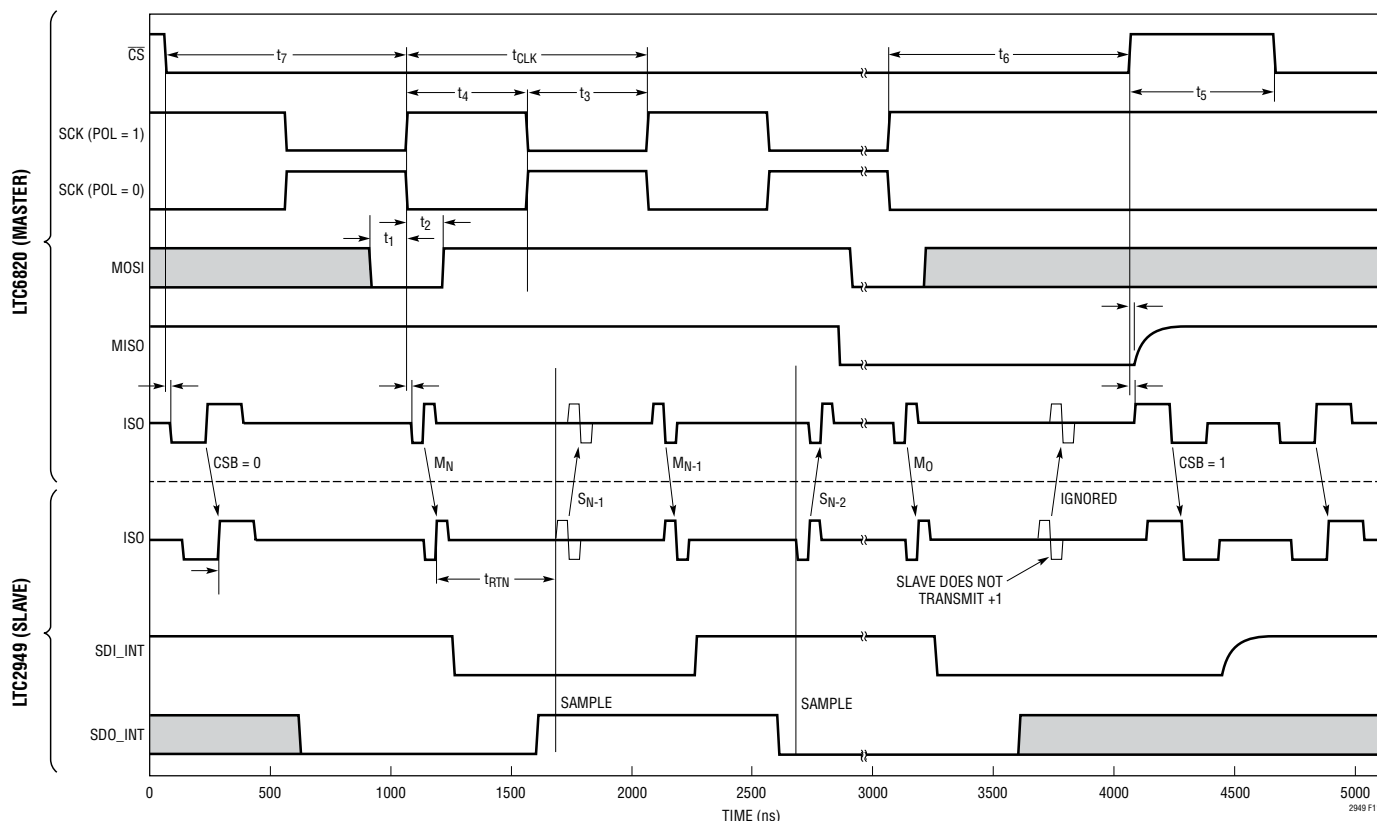 LTC6820 (MASTER)
CS
t7
tCLK
t6
t4
t3
t5
SCK (POL = 1)
SCK (POL = 0)
t2
t1
MOSI
MISO
ISO
CSB = 0
MN
SN-1
MN-1
SN-2
MO
IGNORED
CSB = 1
LTC2949 (SLAVE)
ISO
tRTN
SLAVE DOES NOT
TRANSMIT +1
SDI_INT
SAMPLE
SAMPLE
SDO_INT
0 500 1000 1500 2000 2500 3000 3500 4000 4500 5000
TIME (ns)
2949 F1